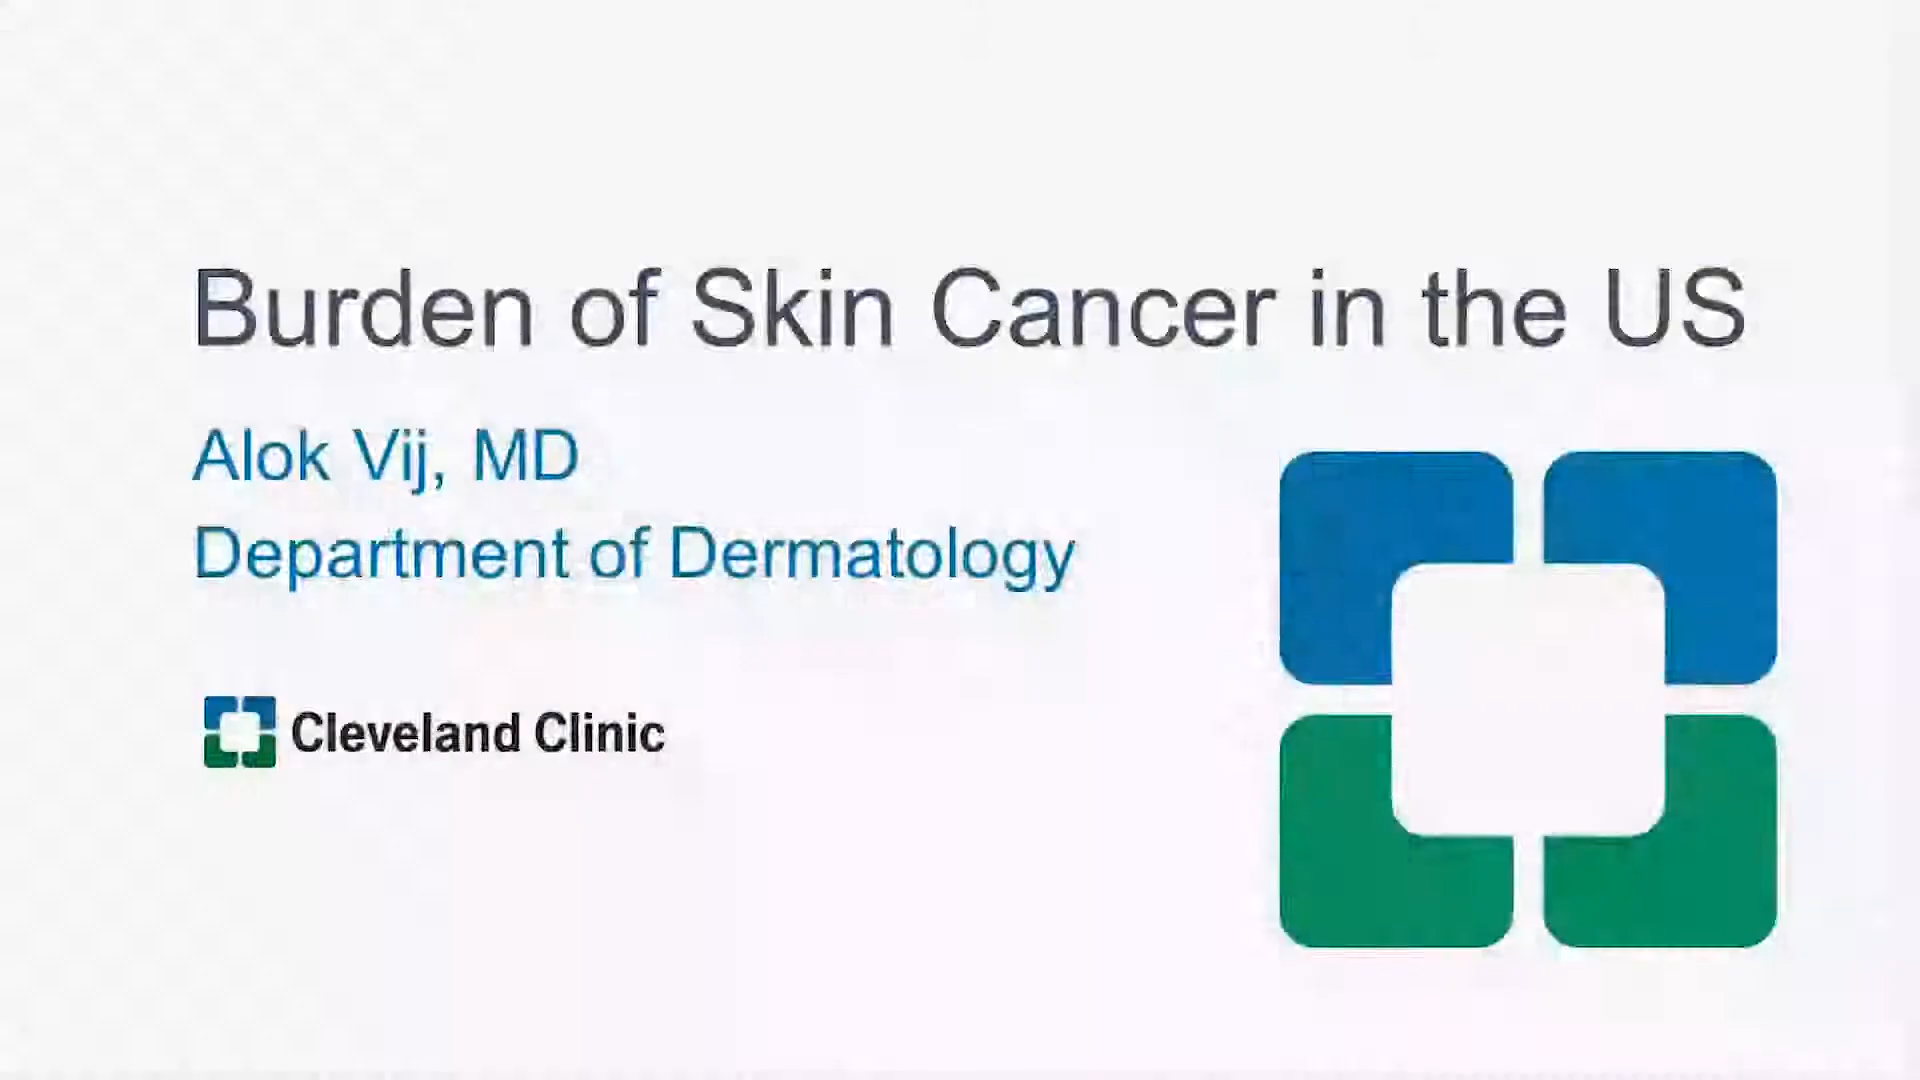 Burden of Skin Cancer in the US
Alok Vij, MD
Department of Dermatology
Cleveland Clinic